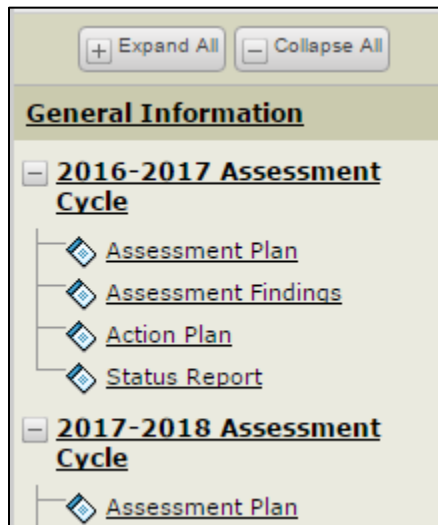 Expand All Collapse All
General Information
2016-2017 Assessment
Cycle
Assessment Plan
Assessment Findings
Action Plan
Status Report
2017-2018 Assessment
Cycle
Assessment Plan